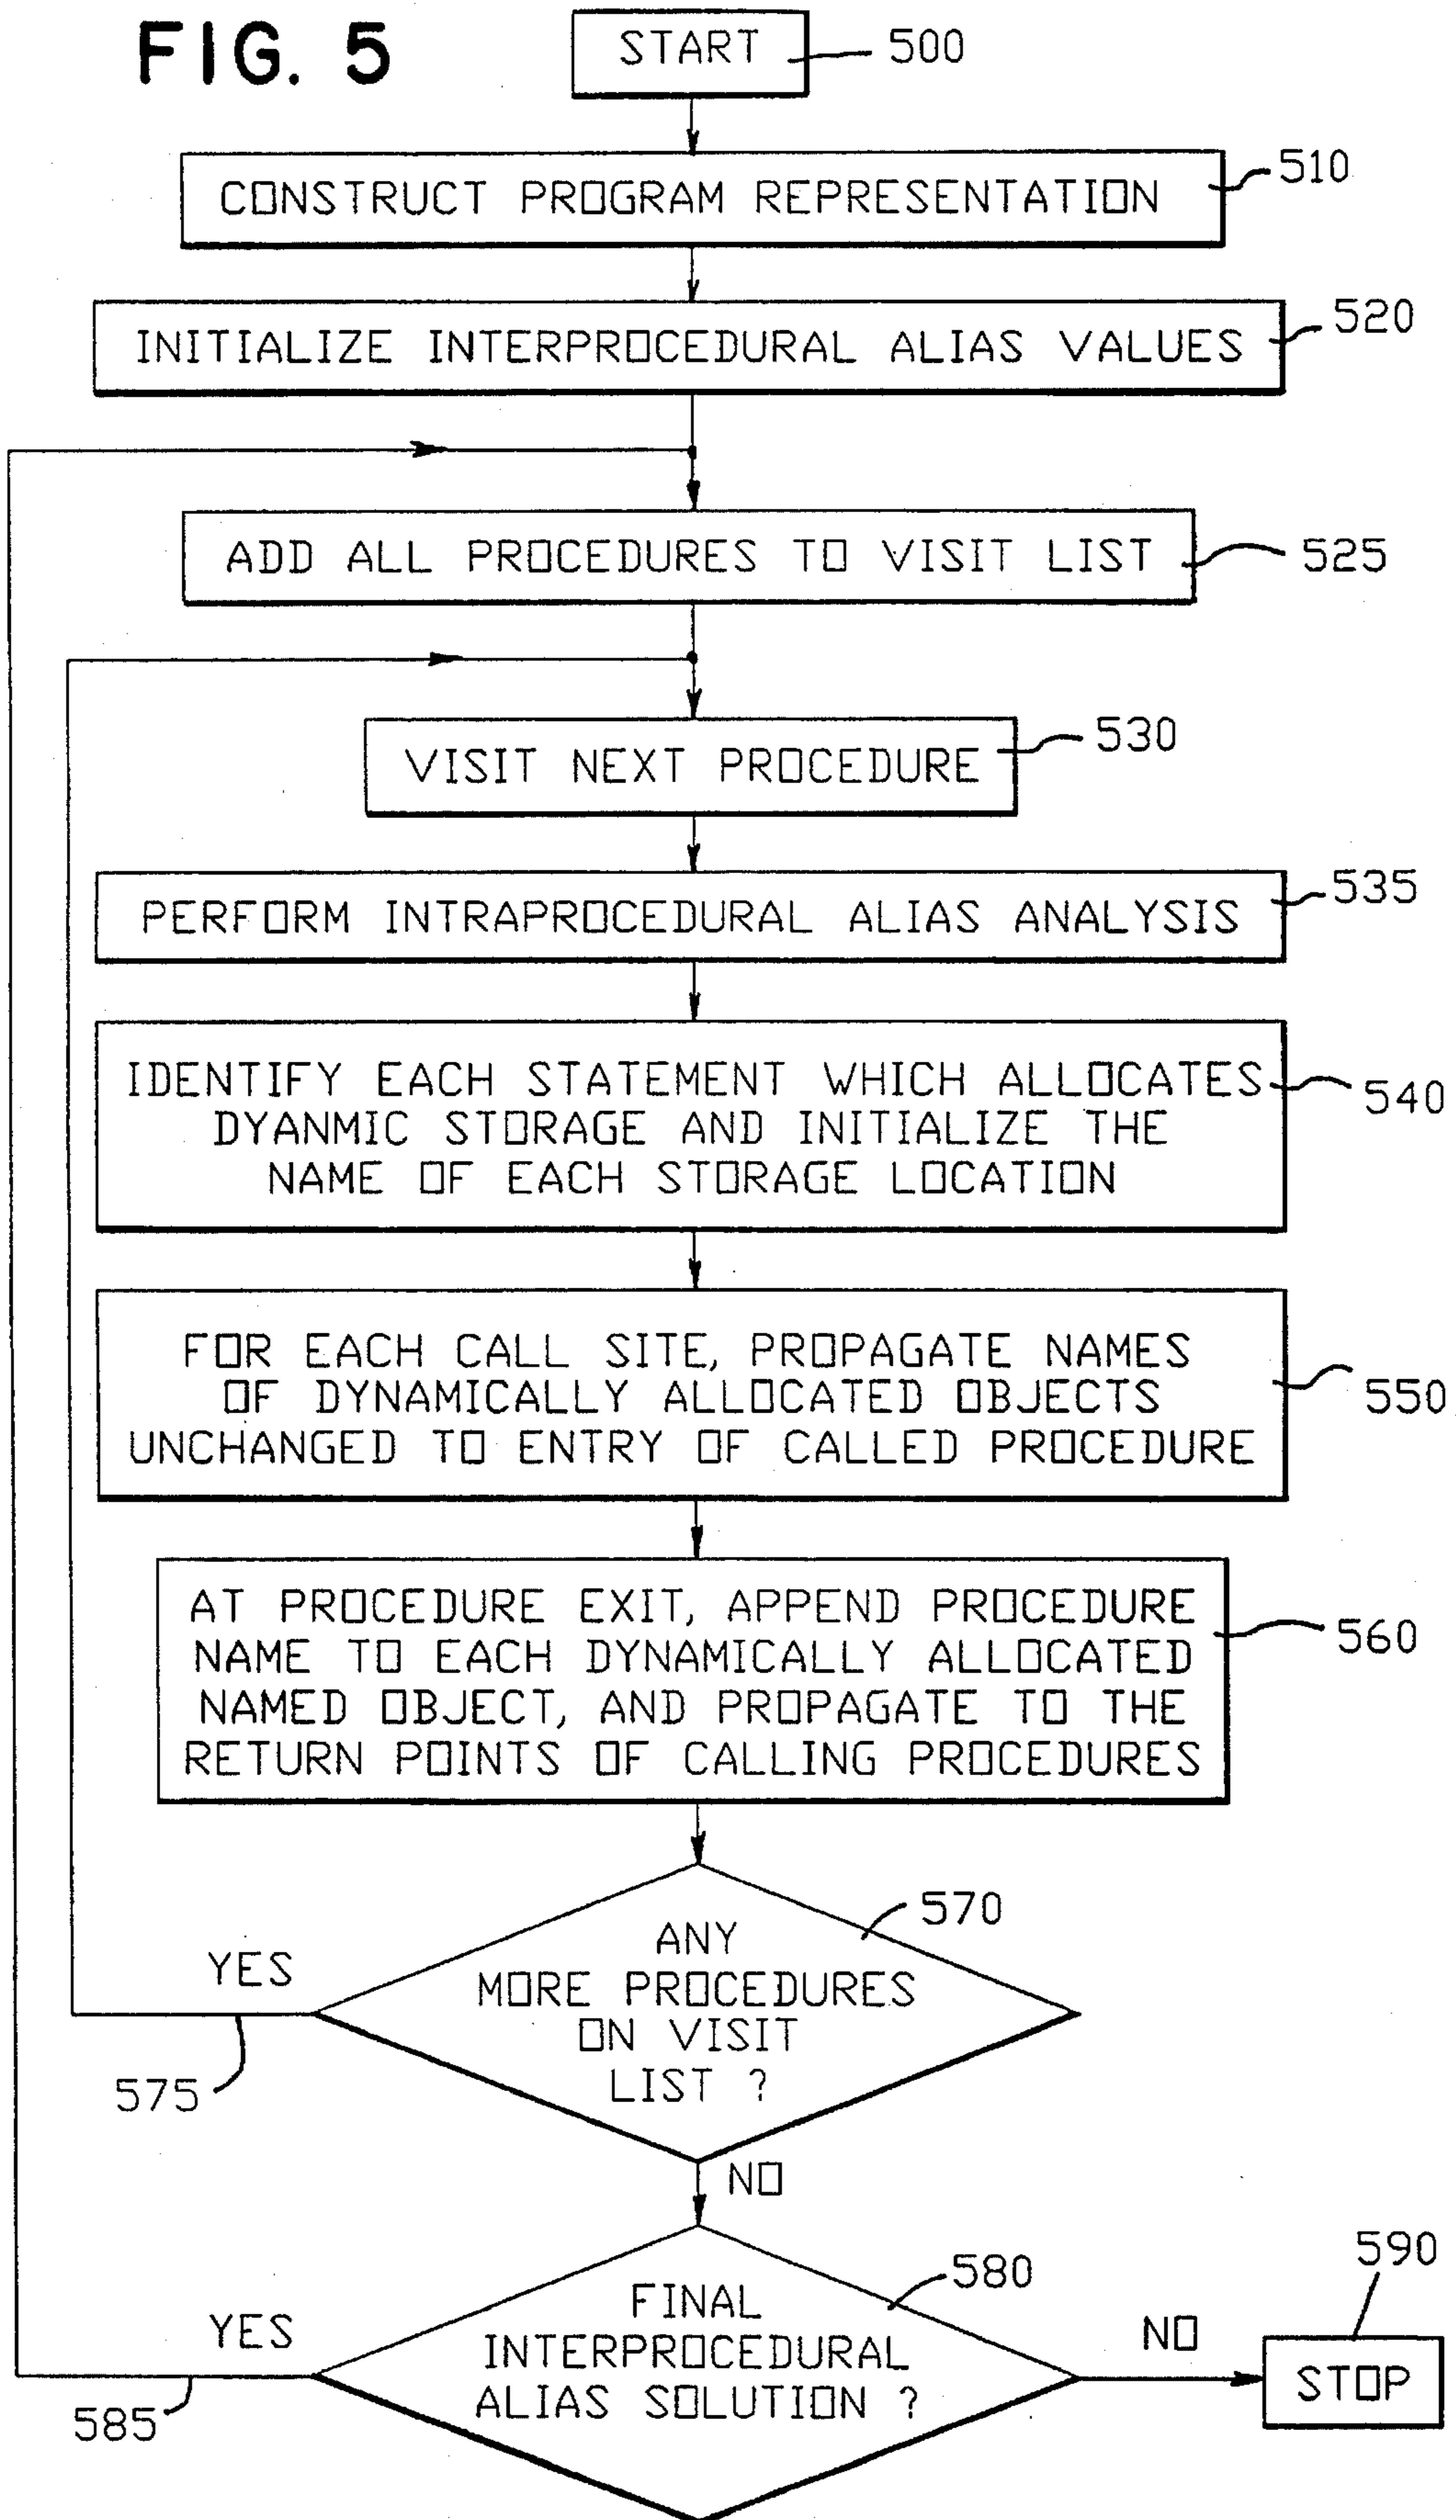 FIG. 5
START
500
CONSTRUCT PROGRAM REPRESENTATION
510
INITIALIZE INTERPROCEDURAL ALIAS VALUES
520
ADD ALL PROCEDURES TO VISIT LIST
525
VISIT NEXT PROCEDURE
530
PERFORM INTRAPROCEDURAL ALIAS ANALYSIS
535
IDENTIFY EACH STATEMENT WHICH ALLOCATES
DYANMIC STORAGE AND INITIALIZE THE
NAME OF EACH STORAGE LOCATION
540
FOR EACH CALL SITE, PROPAGATE NAMES
OF DYNAMICALLY ALLOCATED OBJECTS
UNCHANGED TO ENTRY OF CALLED PROCEDURE
550
AT PROCEDURE EXIT, APPEND PROCEDURE
NAME TO EACH DYNAMICALLY ALLOCATED
NAMED OBJECT, AND PROPAGATE TO THE
RETURN POINTS OF CALLING PROCEDURES
560
570
ANY
MORE PROCEDURES
ON VISIT
LIST ?
YES
575
NO
580
FINAL
INTERPROCEDURAL
ALIAS SOLUTION ?
YES
585
NO
590
STOP